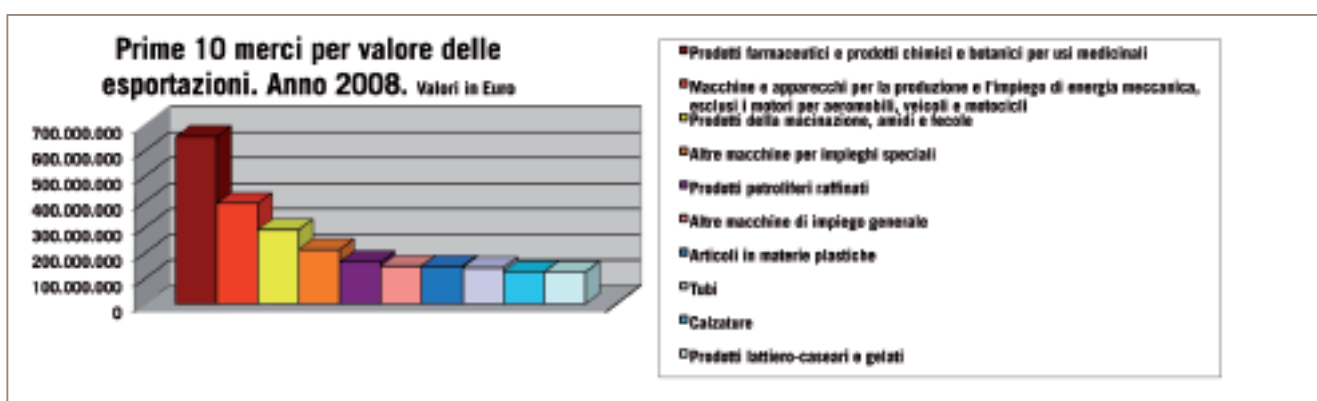 Prime 10 merci per valore delle
esportazioni. Anno 2008. Valori in Euro
700.000.000
600.000.000
500.000.000
400.000.000
300.000.000
200.000.000
100.000.000
0
Prodotti farmaceutici e prodotti chimici e botanici per usi medicinali
Macchine e apparecchi per la produzione e l'impiego di energia meccanica,
esclusi i motori per aeromobili, veicoli e motocicli
Prodotti della macinazione, amidi e fecole
Altre macchine per impieghi speciali
Prodotti petroliferi raffinati
Altre macchine di impiego generale
Articoli in materie plastiche
Tubi
Calzature
Prodotti lattiero-caseari e gelati